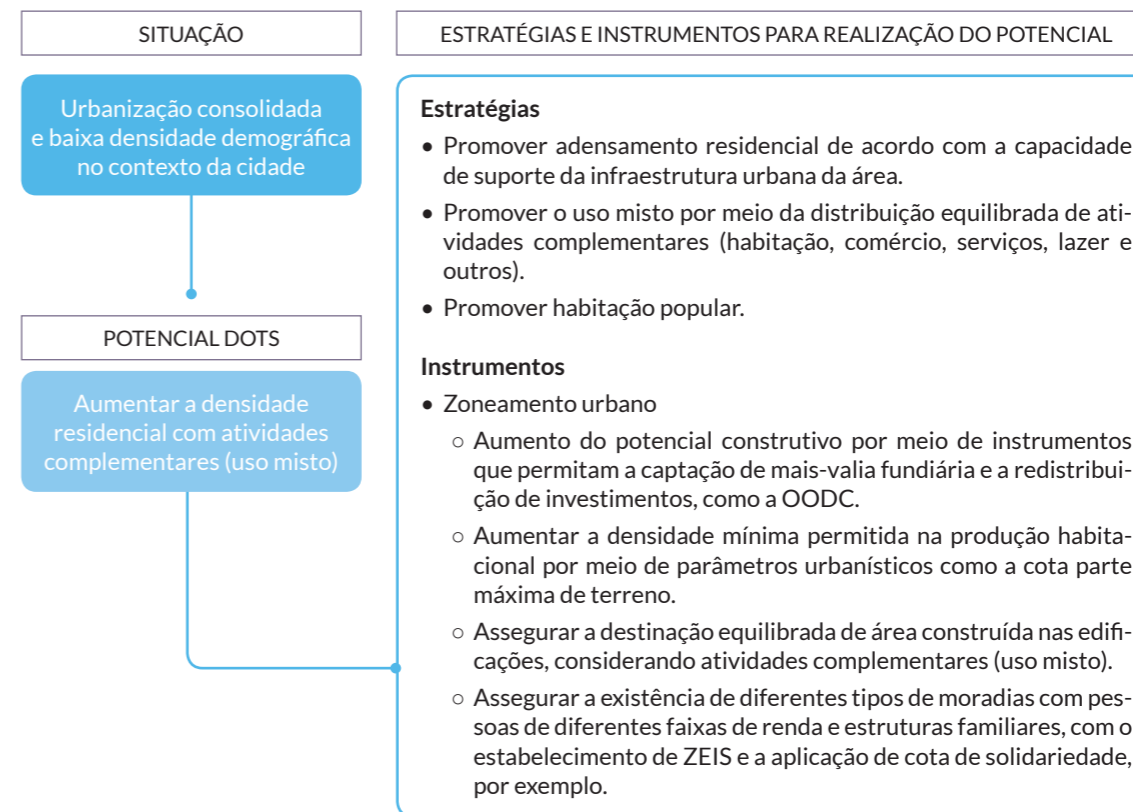 SITUAÇÃO
Urbanização consolidada
e baixa densidade demográfica
no contexto da cidade
POTENCIAL DOTS
Aumentar a densidade
residencial com atividades
complementares (uso misto)
ESTRATÉGIAS E INSTRUMENTOS PARA REALIZAÇÃO DO POTENCIAL
Estratégias
• Promover adensamento residencial de acordo com a capacidade
de suporte da infraestrutura urbana da área.
• Promover o uso misto por meio da distribuição equilibrada de ati-
vidades complementares (habitação, comércio, serviços, lazer e
outros).
• Promover habitação popular.
Instrumentos
• Zoneamento urbano
○ Aumento do potencial construtivo por meio de instrumentos
que permitam a captação de mais-valia fundiária e a redistribui-
ção de investimentos, como a OODC.
○ Aumentar a densidade mínima permitida na produção habita-
cional por meio de parâmetros urbanísticos como a cota parte
máxima de terreno.
○ Assegurar a destinação equilibrada de área construída nas edifi-
cações, considerando atividades complementares (uso misto).
○ Assegurar a existência de diferentes tipos de moradias com pes-
soas de diferentes faixas de renda e estruturas familiares, com o
estabelecimento de ZEIS e a aplicação de cota de solidariedade,
por exemplo.